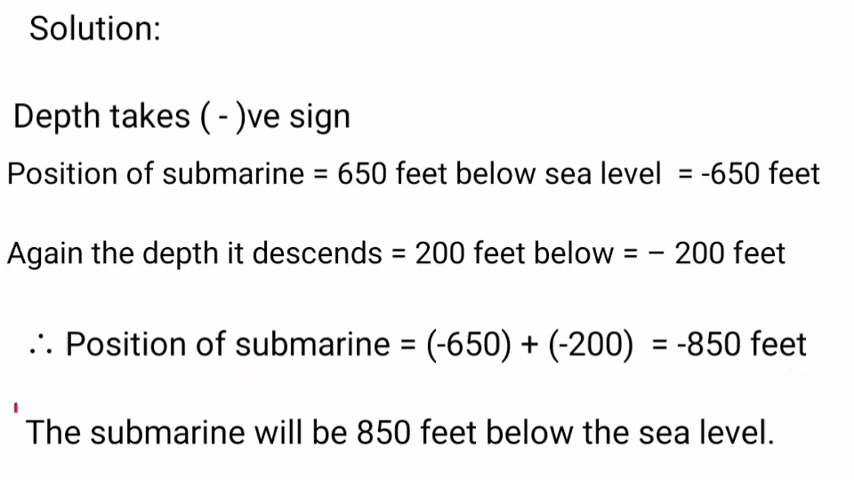 Solution:
Depth takes ( - )ve sign
Position of submarine = 650 feet below sea level = -650 feet
Again the depth it descends = 200 feet below = – 200 feet
∴ Position of submarine = (-650) + (-200) = -850 feet
The submarine will be 850 feet below the sea level.